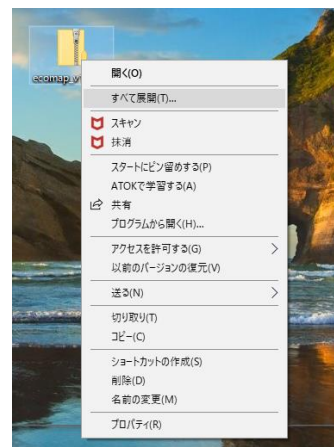 開く(O)
すべて展開(T)...
スキャン
抹消
スタートにピン留めする(P)
ATOKで学習する(A)
共有
プログラムから開く(H)...
アクセスを許可する(G)
以前のバージョンの復元(V)
送る(N)
切り取り(T)
コピー(C)
ショートカットの作成(S)
削除(D)
名前の変更(M)
プロパティ(R)